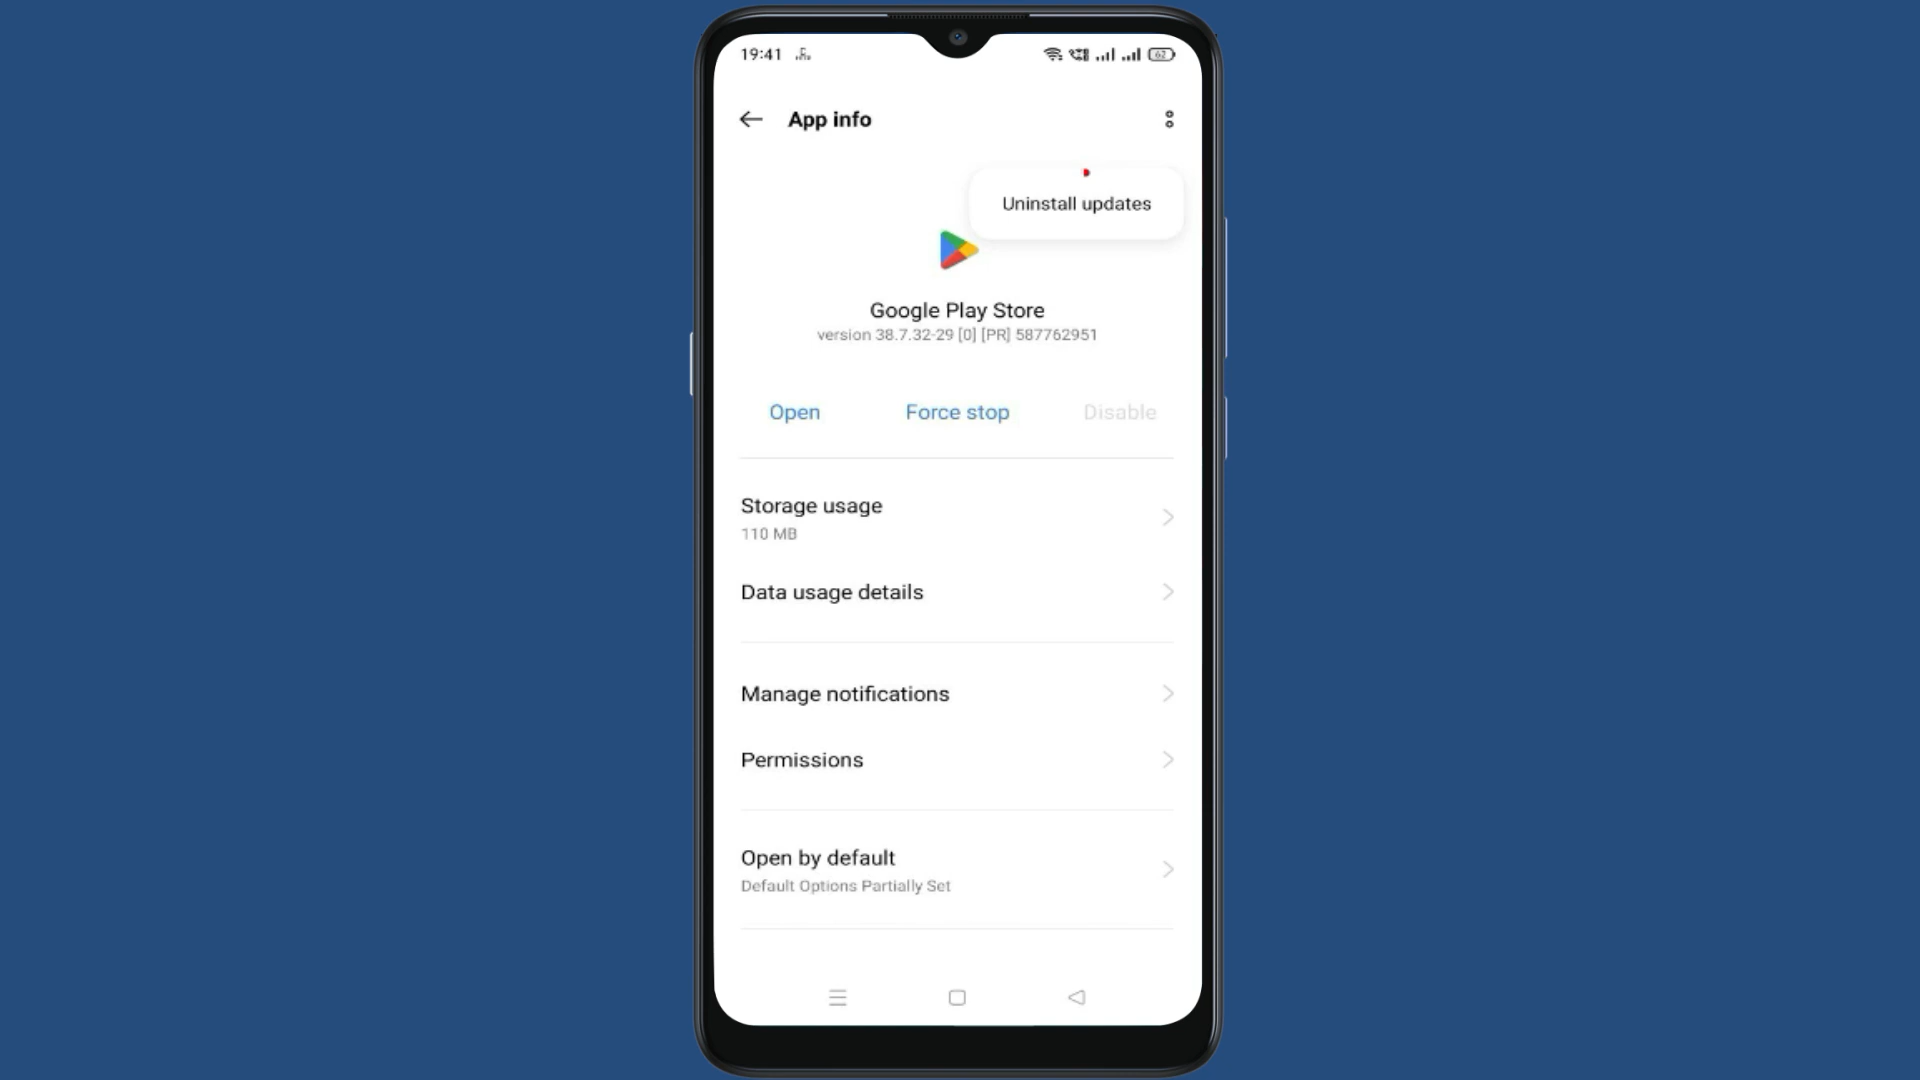 19:41
62
App info
Uninstall updates
Google Play Store
version 38.7.32-29 [0] [PR] 587762951
Open
Force stop
Disable
Storage usage
110 MB
Data usage details
Manage notifications
Permissions
Open by default
Default Options Partially Set